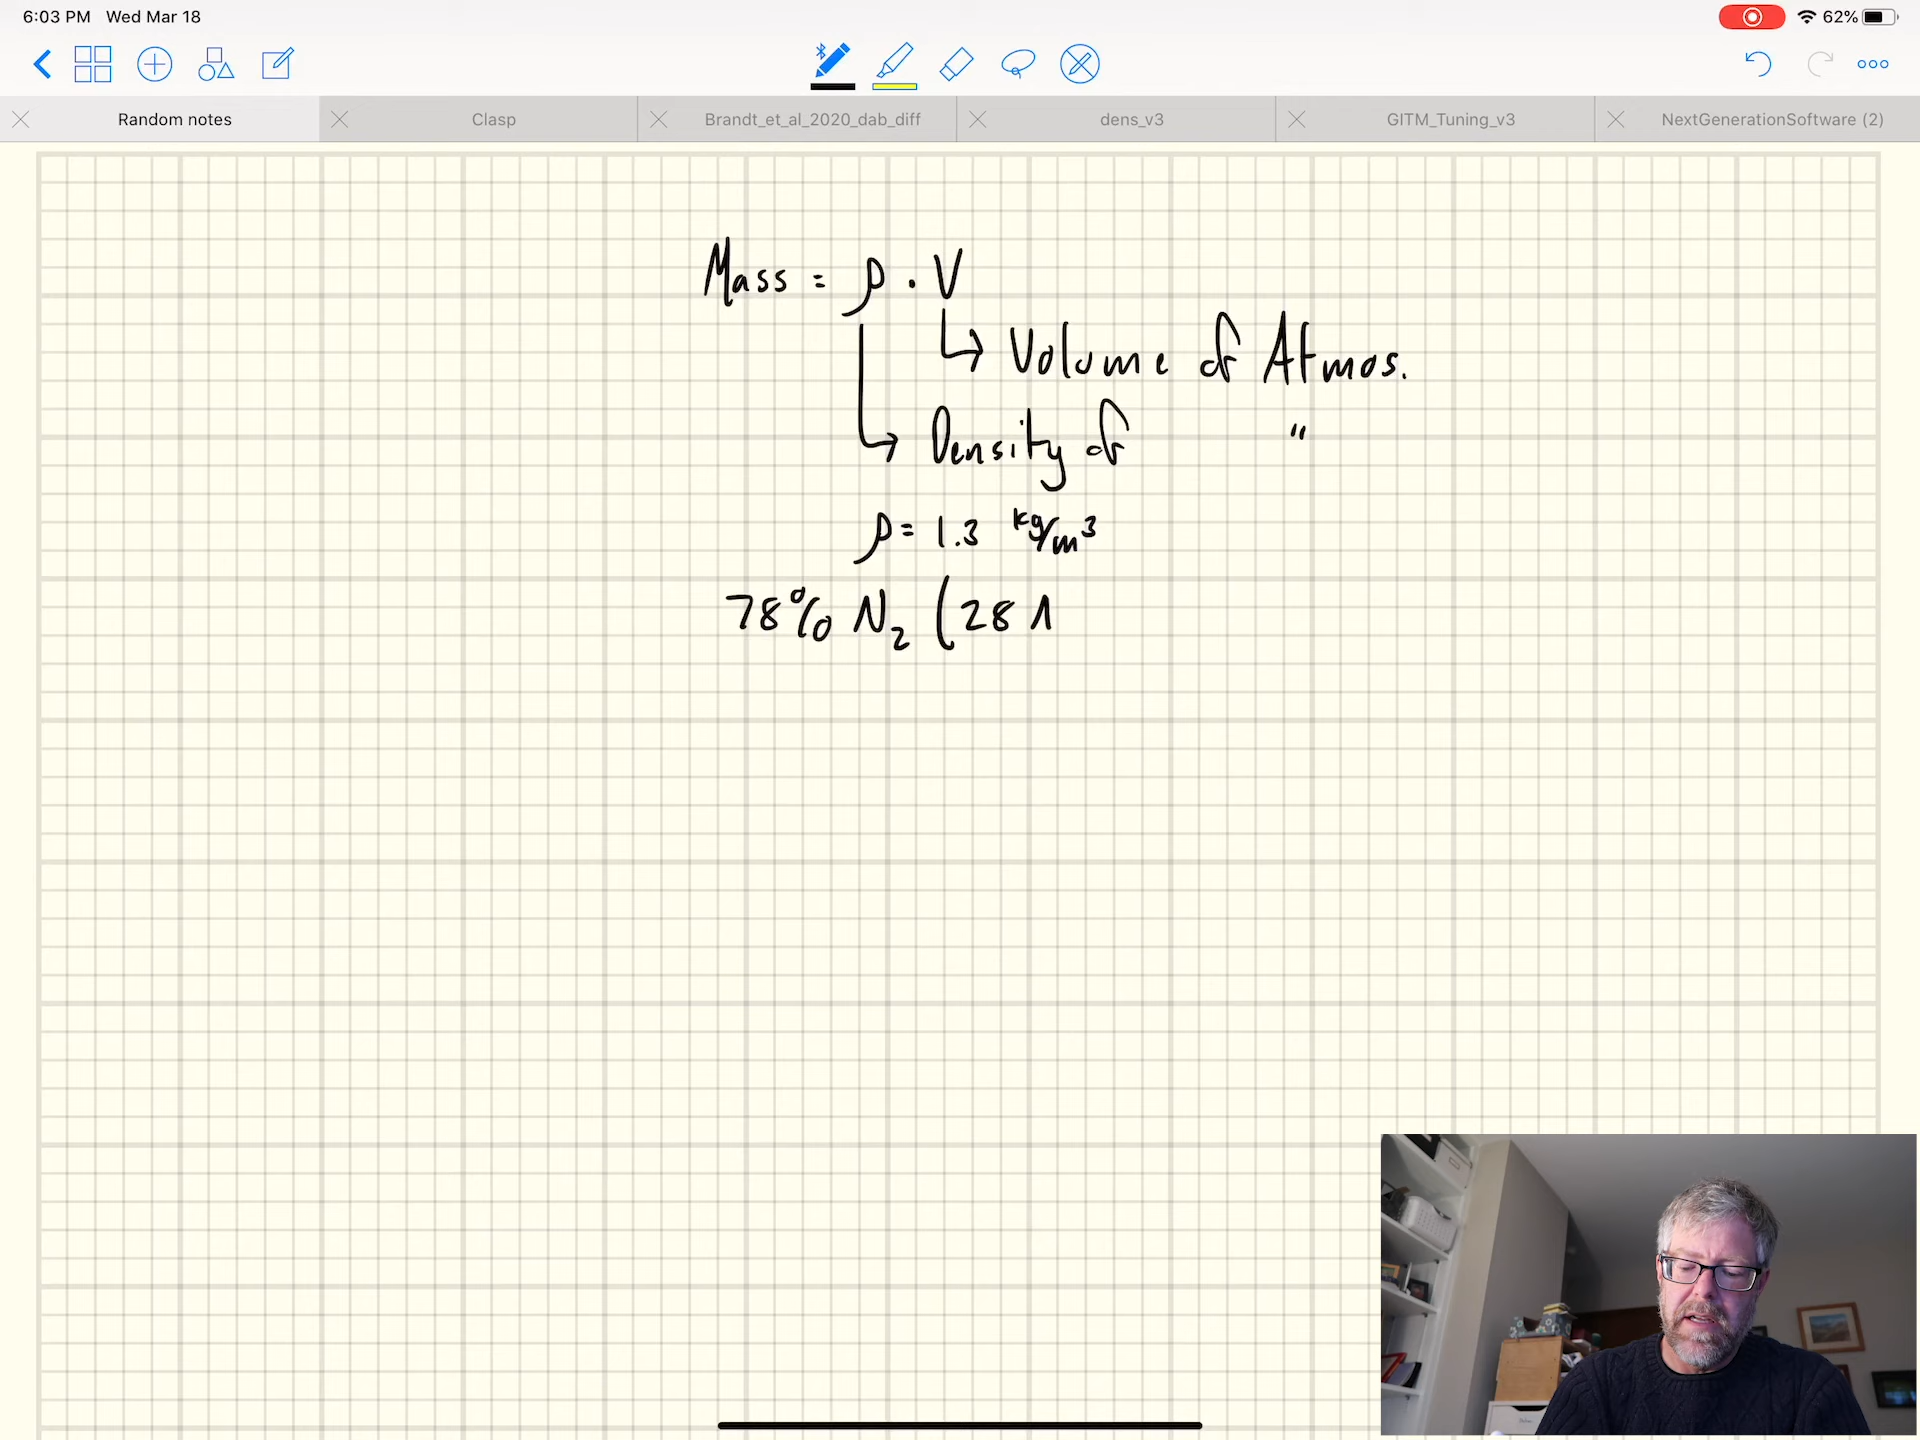 6:03 PM Wed Mar 18 62%
Random notes Clasp Brandt_et_al_2020_dab_diff dens_v3 GITM_Tuning_v3 NextGenerationSoftware (2)
Mass = ρ . V
Volume of Atmos.
Density of "
ρ = 1.3 kg/m³
78% N₂ (28